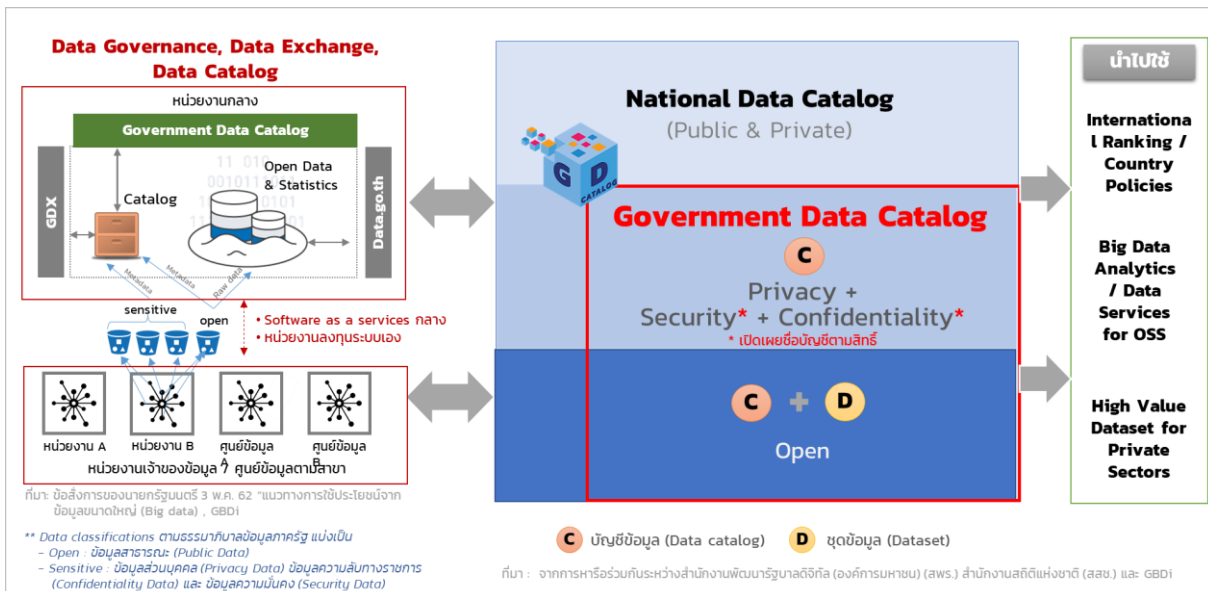 Data Governance, Data Exchange,
Data Catalog
หน่วยงานกลาง
Government Data Catalog
GDX
Catalog
Open Data
& Statistics
Data.go.th
Metadata
Metadata
Raw data
sensitive
open
• Software as a services กลาง
• หน่วยงานลงทุนระบบเอง
หน่วยงาน A
หน่วยงาน B
ศูนย์ข้อมูล
A
ศูนย์ข้อมูล
B
หน่วยงานเจ้าของข้อมูล / ศูนย์ข้อมูลตามสาขา
ที่มา: ข้อสั่งการของนายกรัฐมนตรี 3 พ.ค. 62 "แนวทางการใช้ประโยชน์จาก
ข้อมูลขนาดใหญ่ (Big data) , GBDi
** Data classifications ตามธรรมาภิบาลข้อมูลภาครัฐ แบ่งเป็น
- Open : ข้อมูลสาธารณะ (Public Data)
- Sensitive : ข้อมูลส่วนบุคคล (Privacy Data) ข้อมูลความลับทางราชการ
(Confidentiality Data) และ ข้อมูลความมั่นคง (Security Data)
National Data Catalog
(Public & Private)
G D
CATALOG
Government Data Catalog
C
Privacy +
Security* + Confidentiality*
* เปิดเผยชื่อบัญชีตามสิทธิ์
C + D
Open
C บัญชีข้อมูล (Data catalog) D ชุดข้อมูล (Dataset)
ที่มา : จากการหารือร่วมกันระหว่างสำนักงานพัฒนารัฐบาลดิจิทัล (องค์การมหาชน) (สพร.) สำนักงานสถิติแห่งชาติ (สสช.) และ GBDi
นำไปใช้
Internationa
l Ranking /
Country
Policies
Big Data
Analytics
/ Data
Services
for OSS
High Value
Dataset for
Private
Sectors